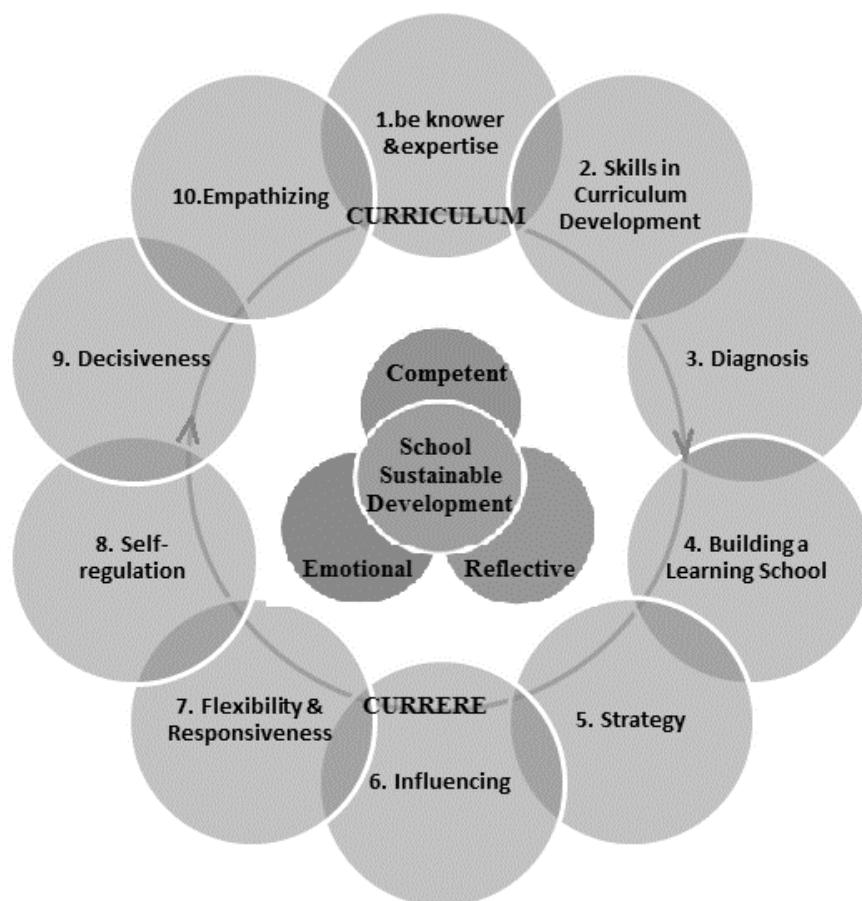 1.be knower
&expertise
2. Skills in
Curriculum
Development
10.Empathizing
CURRICULUM
9. Decisiveness
3. Diagnosis
Competent
School
Sustainable
Development
Emotional
Reflective
8. Self-
regulation
4. Building a
Learning School
7. Flexibility &
Responsiveness
CURRERE
5. Strategy
6. Influencing